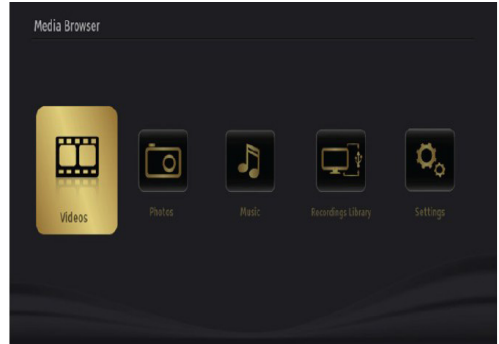 Media Browser
Videos
Photos
Music
Recordings Library
Settings